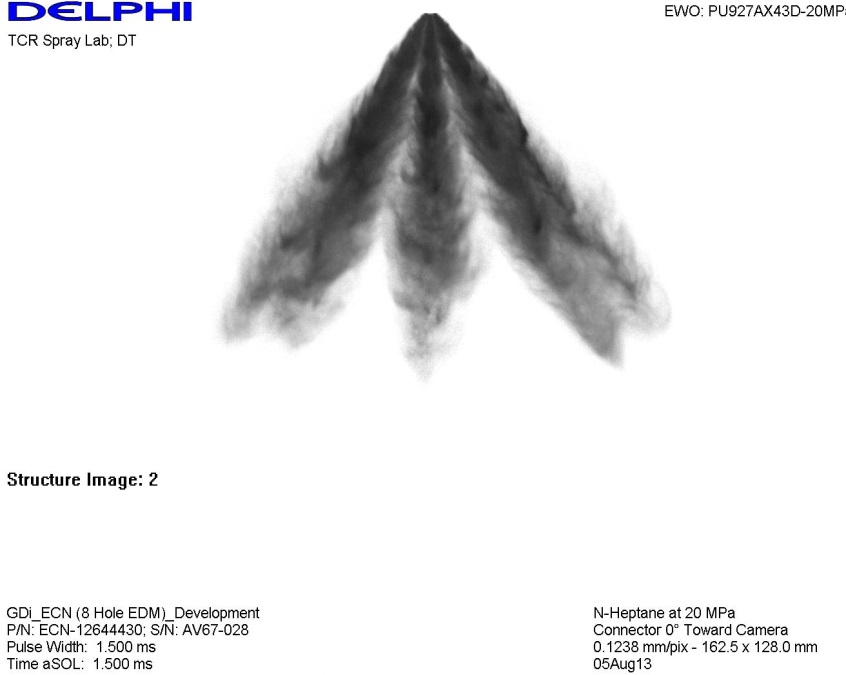 DELPHI
EWO: PU927AX43D-20MPa
TCR Spray Lab; DT
Structure Image: 2
GDi_ECN (8 Hole EDM)_Development
P/N: ECN-12644430; S/N: AV67-028
Pulse Width: 1.500 ms
Time aSOL: 1.500 ms
N-Heptane at 20 MPa
Connector 0° Toward Camera
0.1238 mm/pix - 162.5 x 128.0 mm
05Aug13